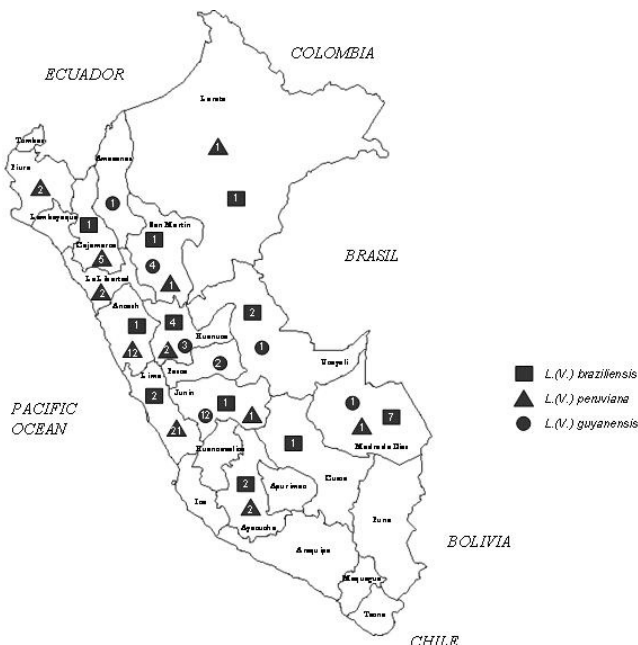 COLOMBIA
ECUADOR
Loreto
Tumbes
1
Amazonas
Piura
2
1
1
Lambayeque
1
San Martin
1
Cajamarca
BRASIL
5
4
La Libertad
1
2
Ancash
2
4
1
3
Huanuco
1
12
2
Ucayali
2
Pasco
L.(V.) braziliensis
Lima
Junin
2
1
1
L.(V.) peruviana
PACIFIC
OCEAN
12
1
7
L.(V.) guyanensis
21
1
Madre de Dios
1
Huancavelica
2
Cusco
Apurimac
Ica
2
Puno
Ayacucho
BOLIVIA
Arequipa
Moquegua
Tacna
CHILE